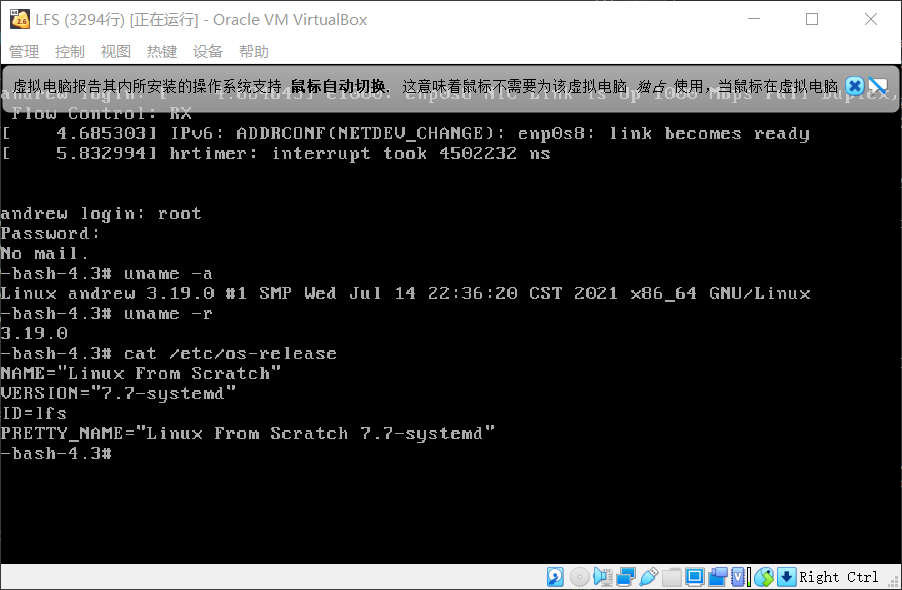 LFS (3294行) [正在运行] - Oracle VM VirtualBox
管理 控制 视图 热键 设备 帮助
虚拟电脑报告其内所安装的操作系统支持 鼠标自动切换. 这意味着鼠标不需要为该虚拟电脑 独占 使用，当鼠标在虚拟电脑
Flow Control: RX
[    4.685303] IPv6: ADDRCONF(NETDEV_CHANGE): enp0s8: link becomes ready
[    5.832994] hrtimer: interrupt took 4502232 ns
andrew login: root
Password:
No mail.
-bash-4.3# uname -a
Linux andrew 3.19.0 #1 SMP Wed Jul 14 22:36:20 CST 2021 x86_64 GNU/Linux
-bash-4.3# uname -r
3.19.0
-bash-4.3# cat /etc/os-release
NAME="Linux From Scratch"
VERSION="7.7-systemd"
ID=lfs
PRETTY_NAME="Linux From Scratch 7.7-systemd"
-bash-4.3#
Right Ctrl